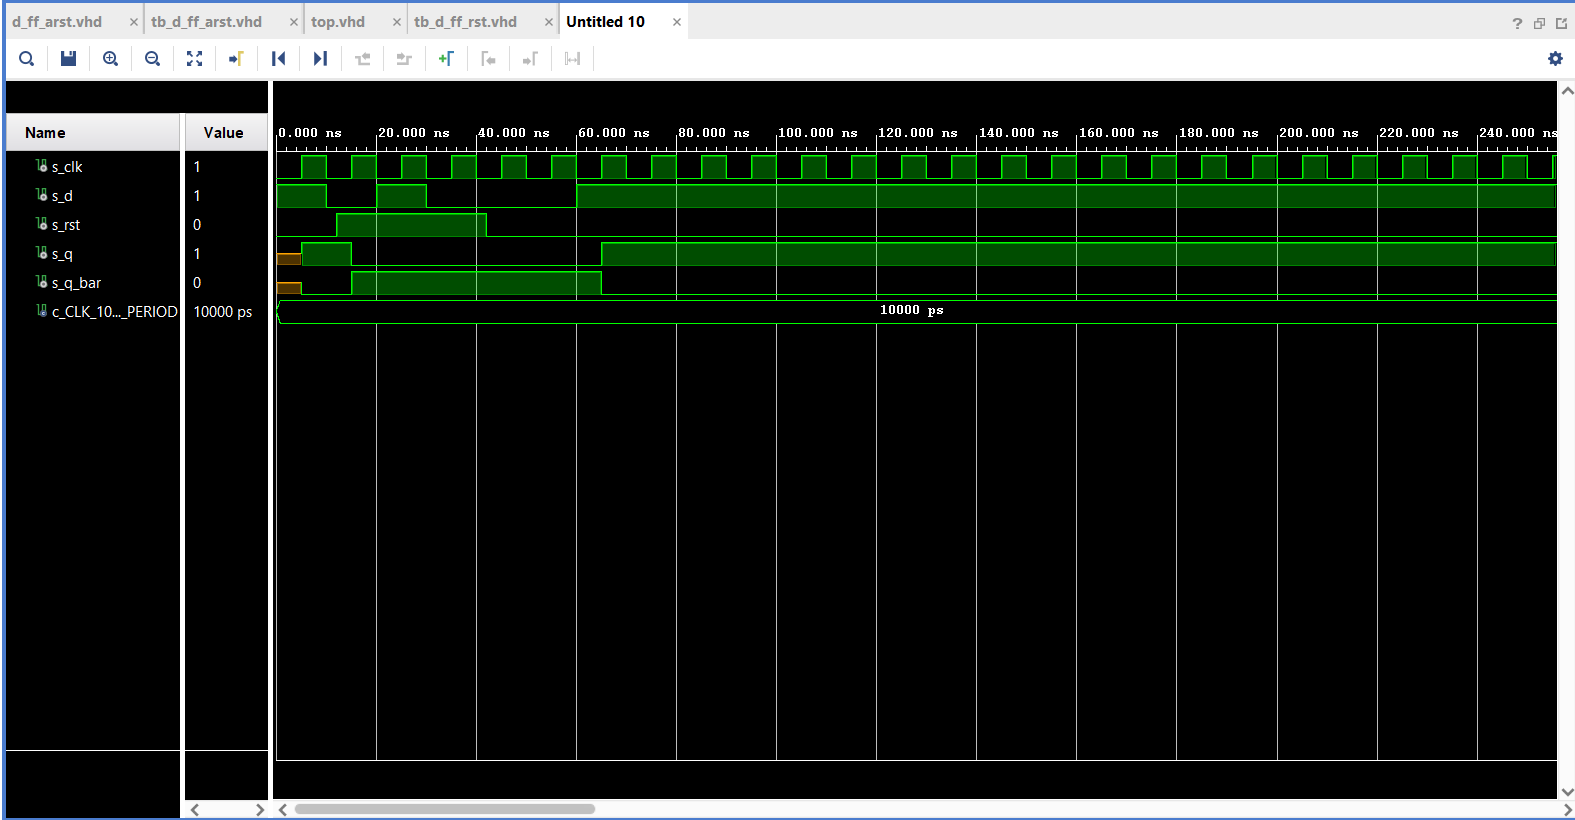 d_ff_arst.vhd × tb_d_ff_arst.vhd × top.vhd × tb_d_ff_rst.vhd × Untitled 10 ×
?
Name Value
0.000 ns 20.000 ns 40.000 ns 60.000 ns 80.000 ns 100.000 ns 120.000 ns 140.000 ns 160.000 ns 180.000 ns 200.000 ns 220.000 ns 240.000 ns
s_clk 1
s_d 1
s_rst 0
s_q 1
s_q_bar 0
c_CLK_10..._PERIOD 10000 ps 10000 ps